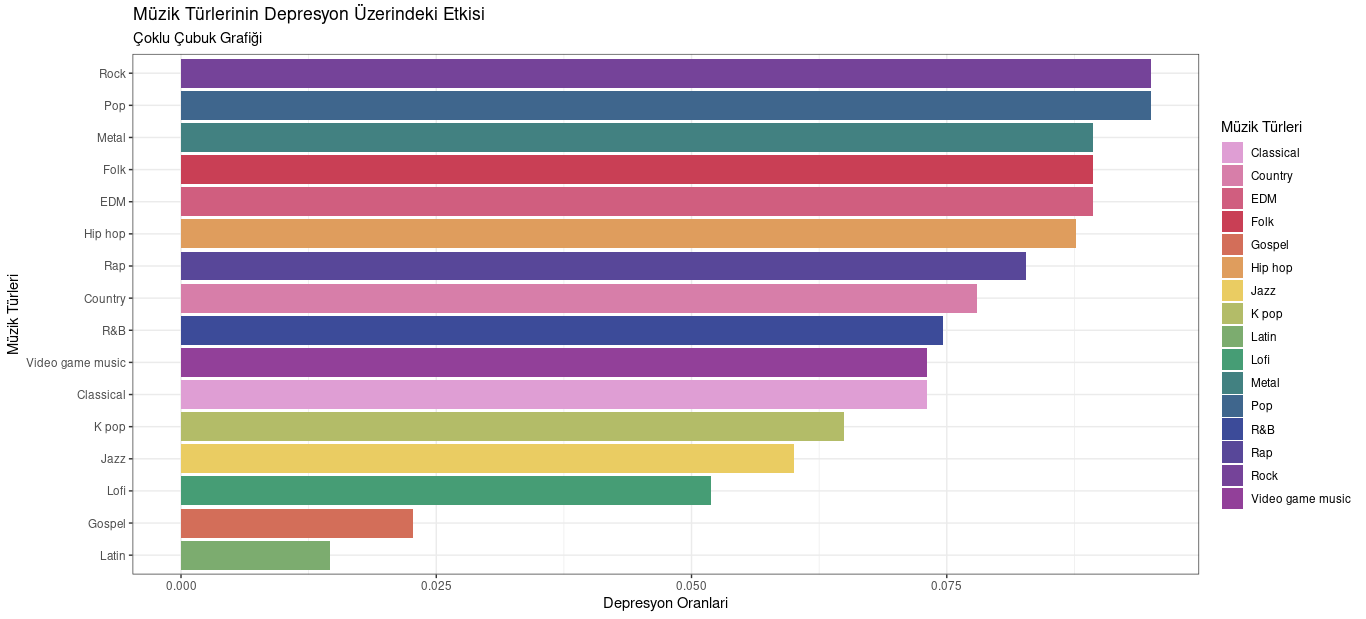 Müzik Türlerinin Depresyon Üzerindeki Etkisi
Çoklu Çubuk Grafiği
Müzik Türleri
Rock
Pop
Metal
Folk
EDM
Hip hop
Rap
Country
R&B
Video game music
Classical
K pop
Jazz
Lofi
Gospel
Latin
0.000
0.025
0.050
0.075
Depresyon Oranlari
Müzik Türleri
Classical
Country
EDM
Folk
Gospel
Hip hop
Jazz
K pop
Latin
Lofi
Metal
Pop
R&B
Rap
Rock
Video game music